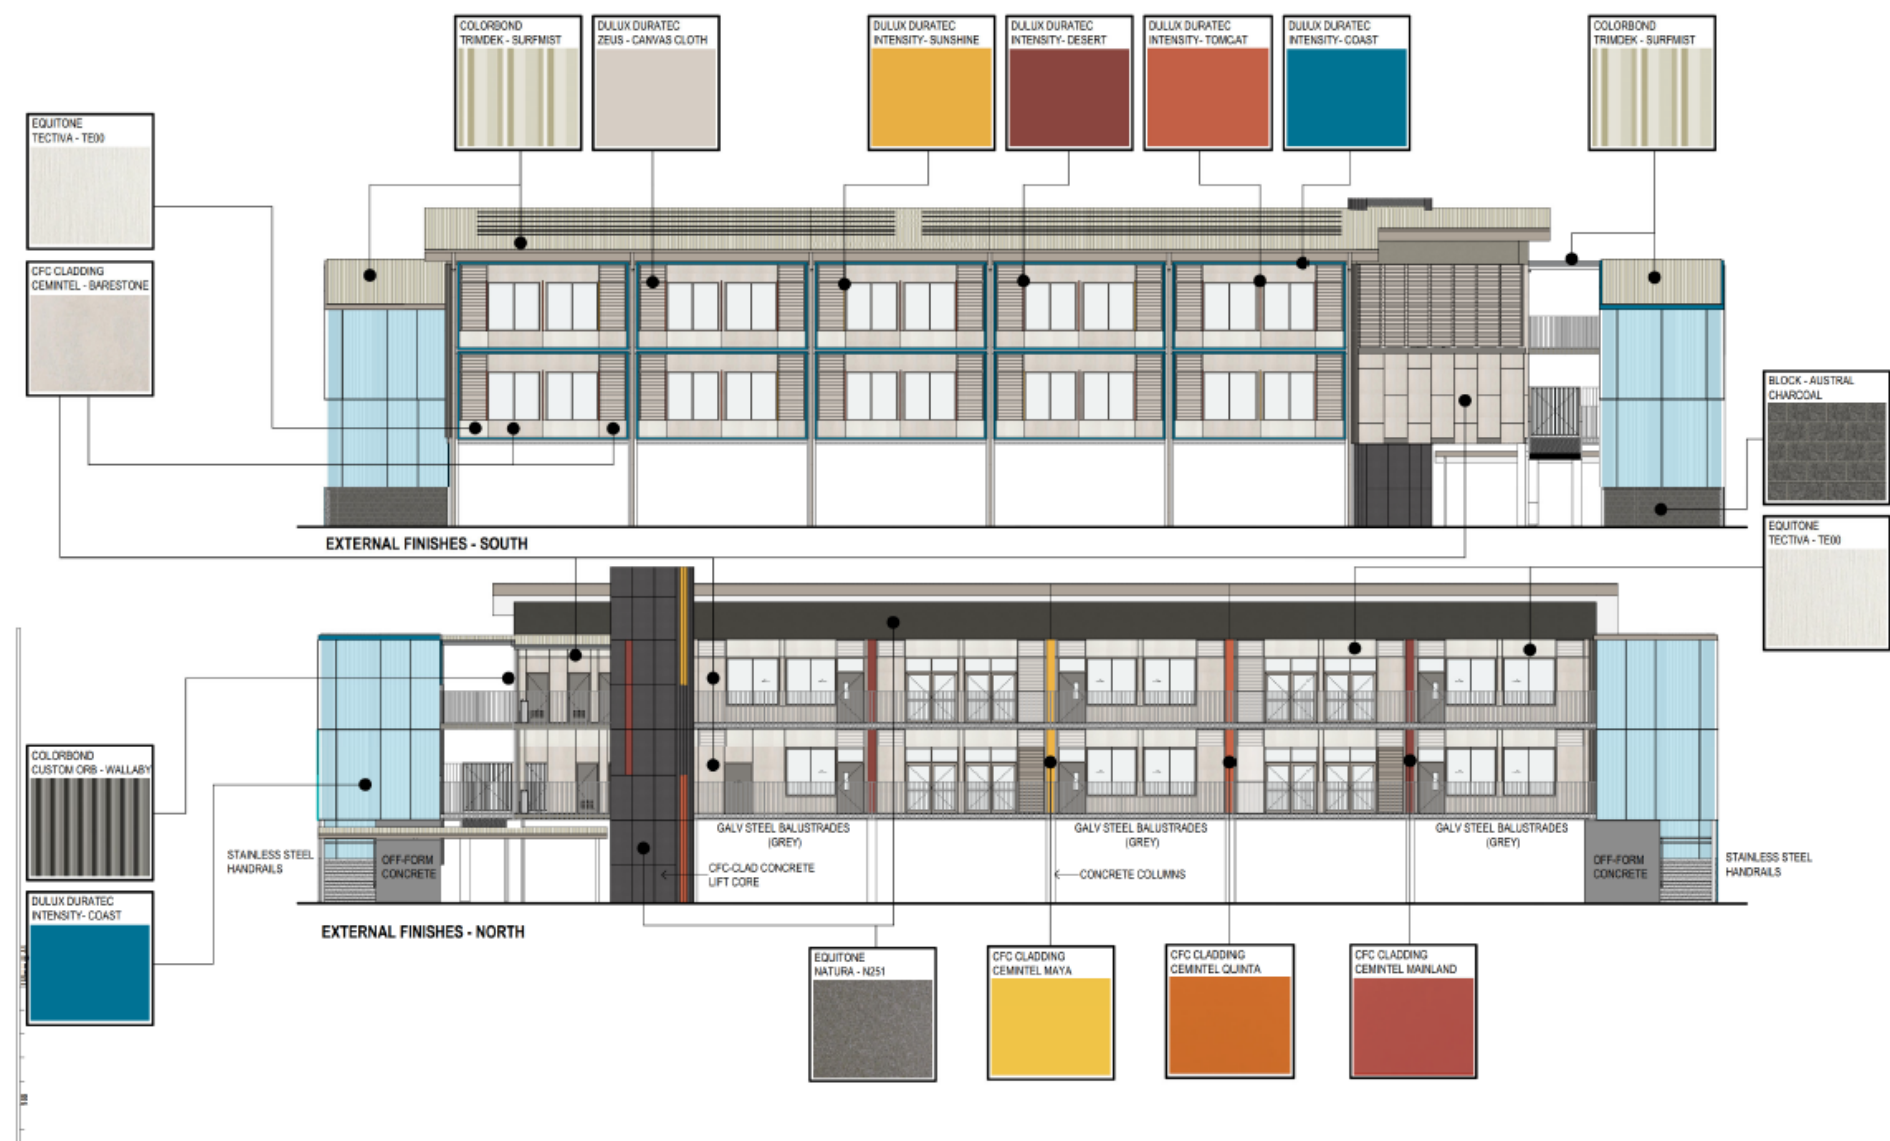 COLORBOND
TRIMDEK - SURFMIST
DULUX DURATEC
ZEUS - CANVAS CLOTH
DULUX DURATEC
INTENSITY- SUNSHINE
DULUX DURATEC
INTENSITY- DESERT
DULUX DURATEC
INTENSITY- TOMCAT
DULUX DURATEC
INTENSITY- COAST
COLORBOND
TRIMDEK - SURFMIST
EQUITONE
TECTIVA - TE00
CFC CLADDING
CEMINTEL - BARESTONE
BLOCK - AUSTRAL
CHARCOAL
EQUITONE
TECTIVA - TE00
EXTERNAL FINISHES - SOUTH
COLORBOND
CUSTOM ORB - WALLABY
DULUX DURATEC
INTENSITY- COAST
STAINLESS STEEL
HANDRAILS
OFF-FORM
CONCRETE
GALV STEEL BALUSTRADES
(GREY)
CFC-CLAD CONCRETE
LIFT CORE
GALV STEEL BALUSTRADES
(GREY)
CONCRETE COLUMNS
GALV STEEL BALUSTRADES
(GREY)
OFF-FORM
CONCRETE
STAINLESS STEEL
HANDRAILS
EXTERNAL FINISHES - NORTH
EQUITONE
NATURA - N251
CFC CLADDING
CEMINTEL MAYA
CFC CLADDING
CEMINTEL QUINTA
CFC CLADDING
CEMINTEL MAINLAND